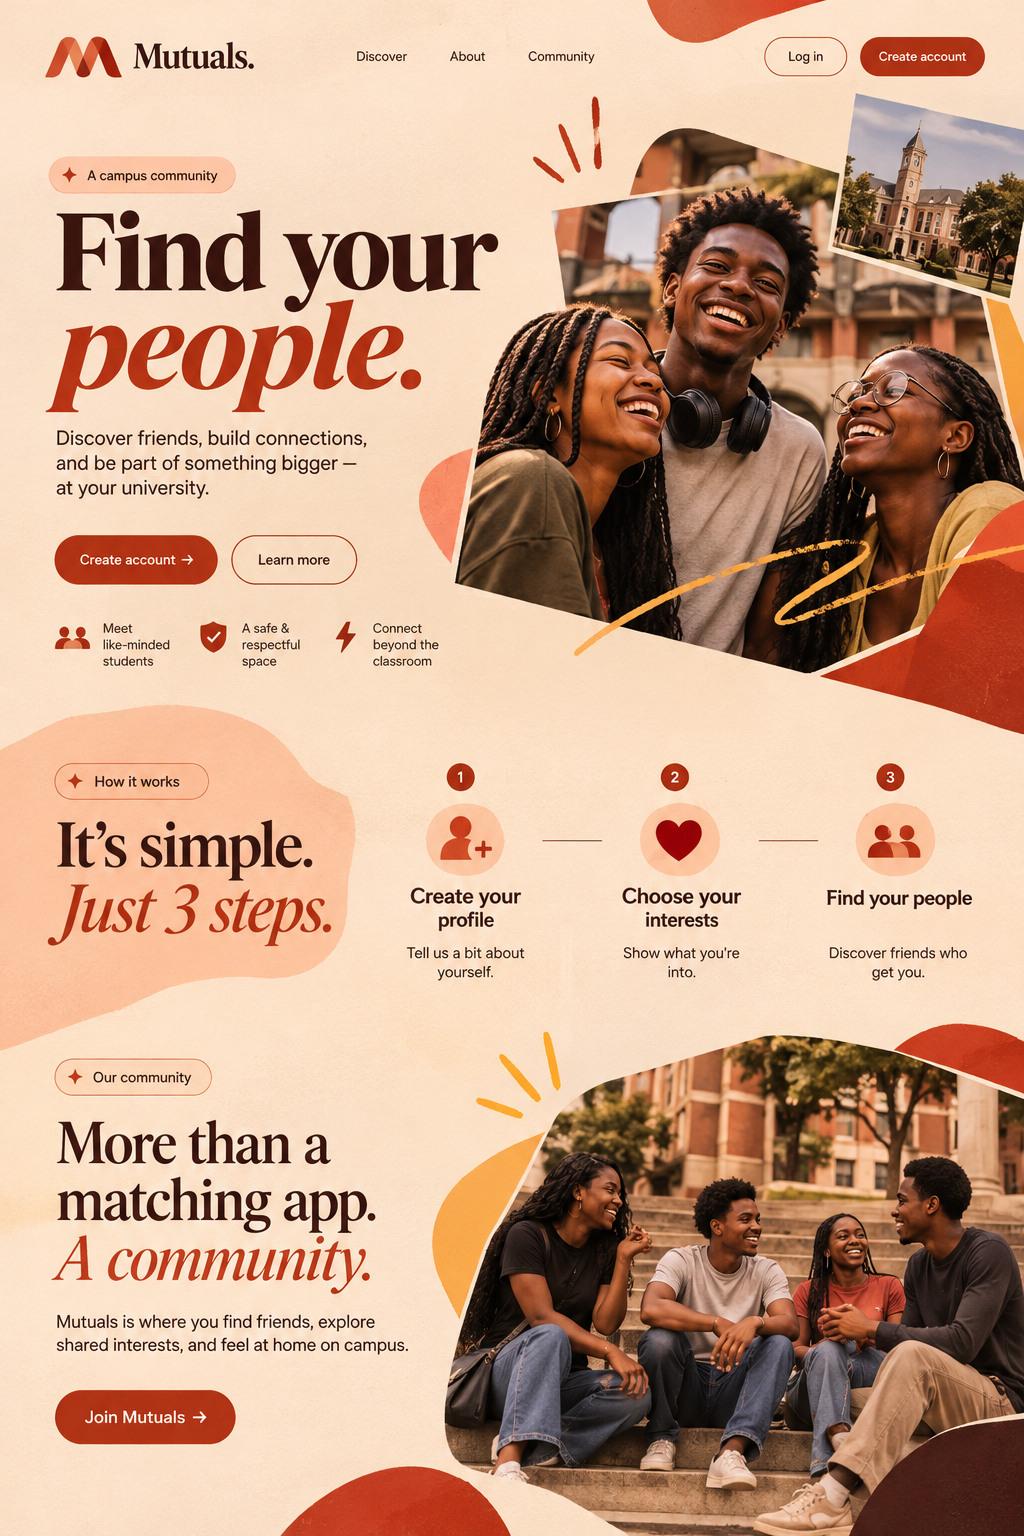 Mutuals.
Discover
About
Community
Log in
Create account
A campus community
Find your
people.
Discover friends, build connections,
and be part of something bigger —
at your university.
Create account →
Learn more
Meet
like-minded
students
A safe &
respectful
space
Connect
beyond the
classroom
How it works
It's simple.
Just 3 steps.
1
Create your
profile
Tell us a bit about
yourself.
2
Choose your
interests
Show what you're
into.
3
Find your people
Discover friends who
get you.
Our community
More than a
matching app.
A community.
Mutuals is where you find friends, explore
shared interests, and feel at home on campus.
Join Mutuals →